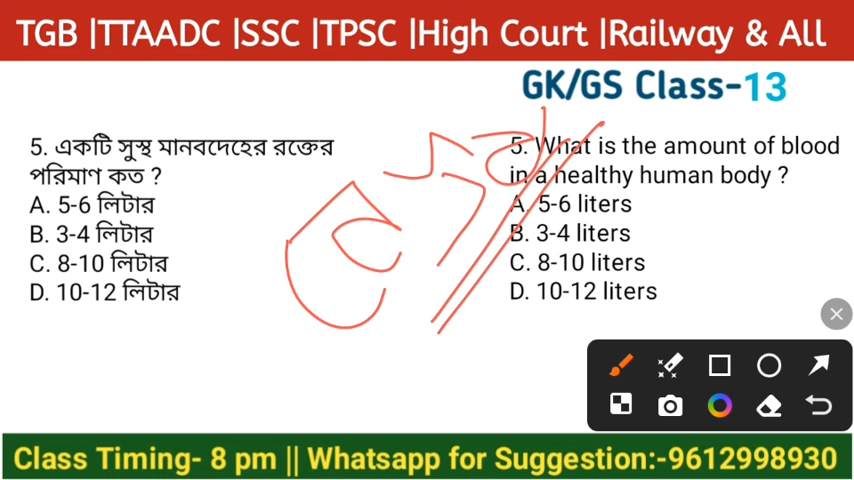 TGB |TTAADC |SSC |TPSC |High Court |Railway & All
GK/GS Class-13
5. একটি সুস্থ মানবদেহের রক্তের
পরিমাণ কত ?
A. 5-6 লিটার
B. 3-4 লিটার
C. 8-10 লিটার
D. 10-12 লিটার
5. What is the amount of blood
in a healthy human body ?
A. 5-6 liters
B. 3-4 liters
C. 8-10 liters
D. 10-12 liters
Class Timing- 8 pm || Whatsapp for Suggestion:-9612998930